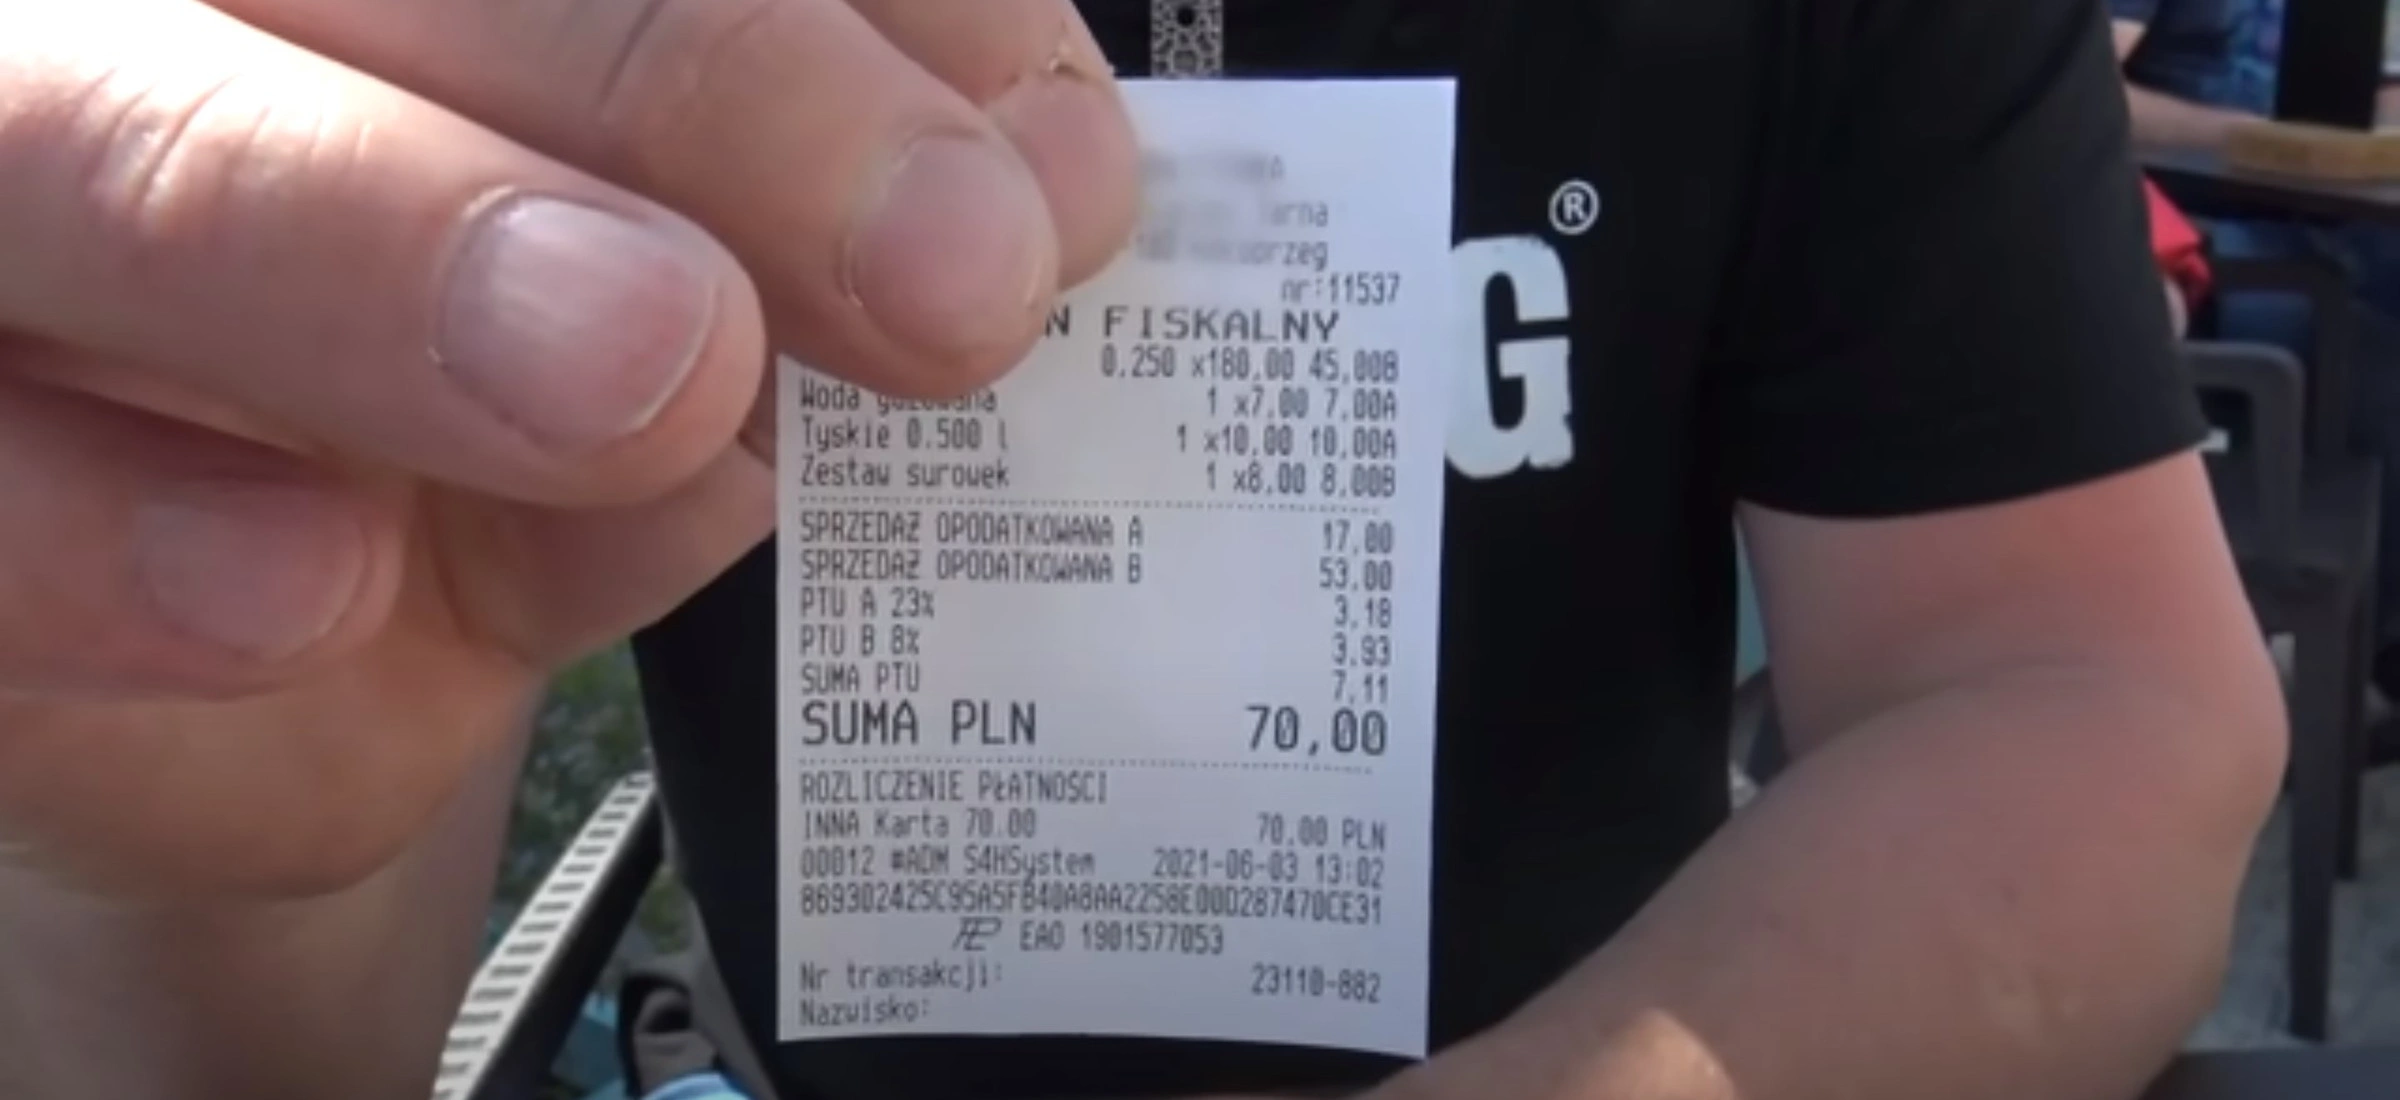 nr:11537
N FISKALNY
0.250 x180.00 45,00B
Woda gazowana 1 x7.00 7,00A
Tyskie 0.500 l 1 x10.00 10,00A
Zestaw surowek 1 x8.00 8,00B
SPRZEDAŻ OPODATKOWANA A 17,00
SPRZEDAŻ OPODATKOWANA B 53,00
PTU A 23% 3,18
PTU B 8% 3,93
SUMA PTU 7,11
SUMA PLN 70,00
ROZLICZENIE PŁATNOŚCI
INNA Karta 70.00 70,00 PLN
00012 #ADM S4HSystem 2021-06-03 13:02
869302425C95A5FB40A8AA2258E00D287470CE31
EAO 1901577053
Nr transakcji: 23110-882
Nazwisko:
G®